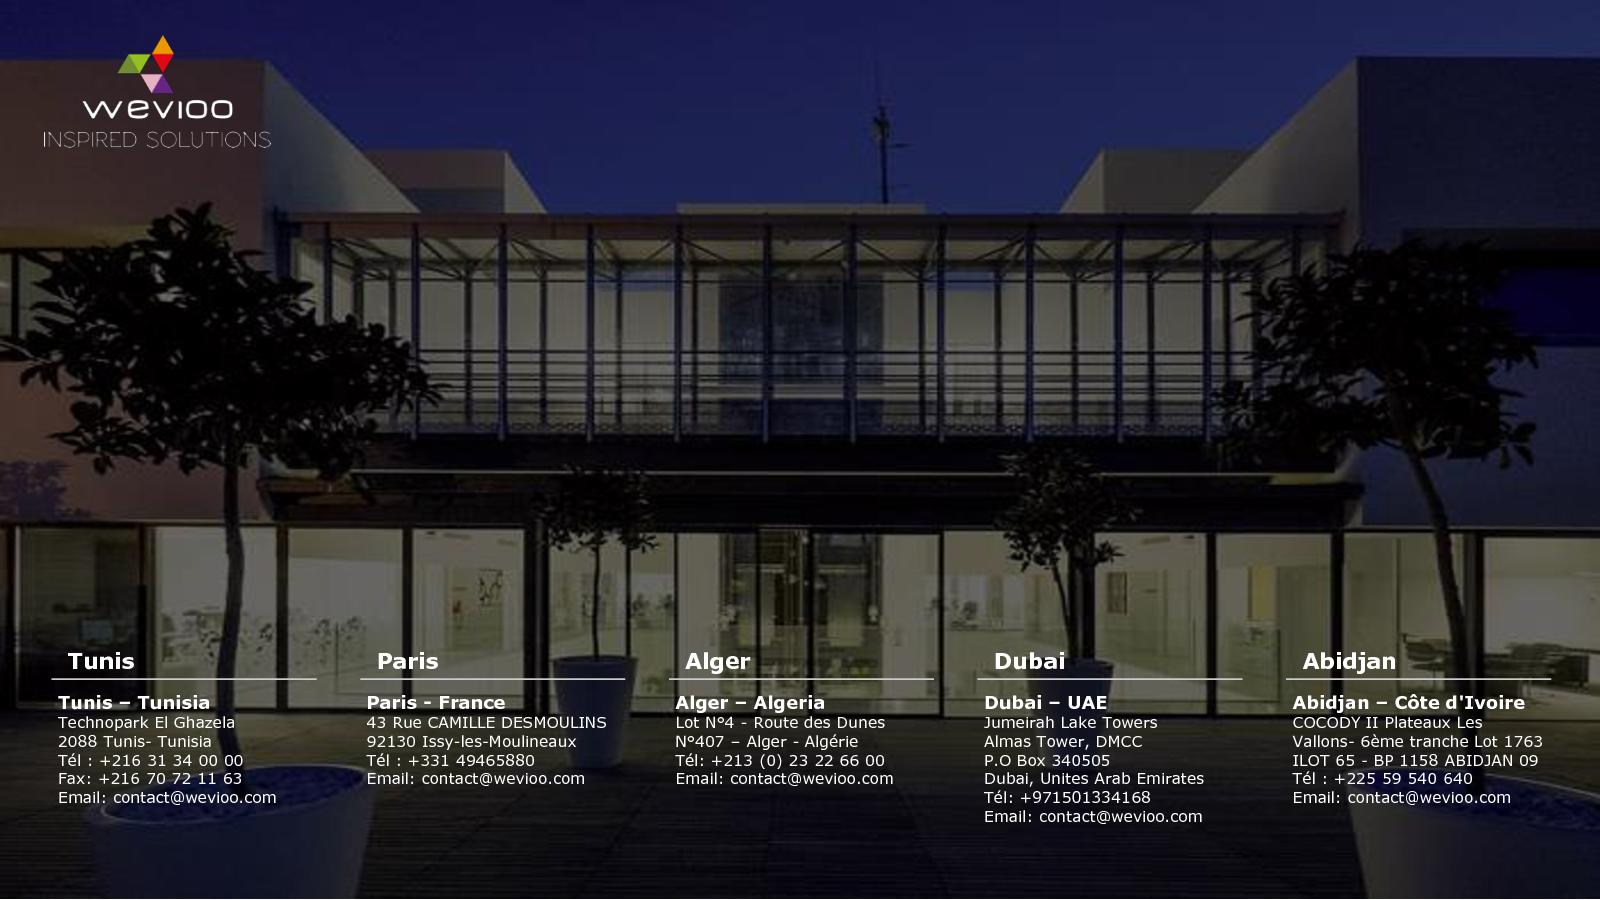 wevioo
INSPIRED SOLUTIONS
Tunis
Tunis – Tunisia
Technopark El Ghazela
2088 Tunis- Tunisia
Tél : +216 31 34 00 00
Fax: +216 70 72 11 63
Email: contact@wevioo.com
Paris
Paris - France
43 Rue CAMILLE DESMOULINS
92130 Issy-les-Moulineaux
Tél : +331 49465880
Email: contact@wevioo.com
Alger
Alger – Algeria
Lot N°4 - Route des Dunes
N°407 – Alger - Algérie
Tél: +213 (0) 23 22 66 00
Email: contact@wevioo.com
Dubai
Dubai – UAE
Jumeirah Lake Towers
Almas Tower, DMCC
P.O Box 340505
Dubai, Unites Arab Emirates
Tél: +971501334168
Email: contact@wevioo.com
Abidjan
Abidjan – Côte d'Ivoire
COCODY II Plateaux Les
Vallons- 6ème tranche Lot 1763
ILOT 65 - BP 1158 ABIDJAN 09
Tél : +225 59 540 640
Email: contact@wevioo.com